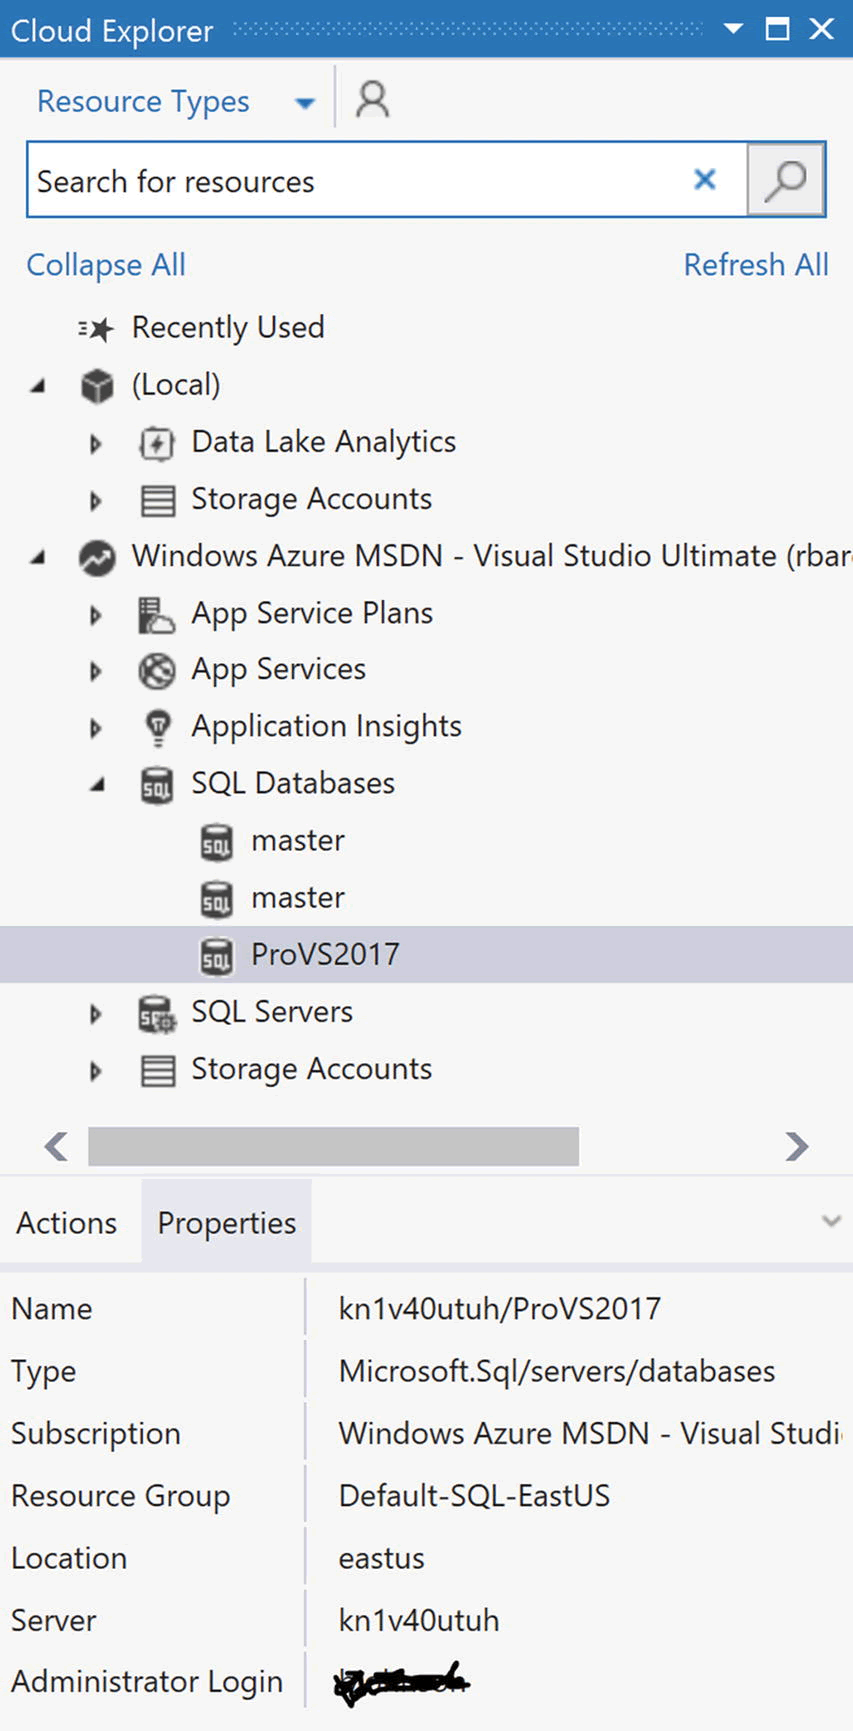 Cloud Explorer
Resource Types
Search for resources
Collapse All Refresh All
Recently Used
(Local)
Data Lake Analytics
Storage Accounts
Windows Azure MSDN - Visual Studio Ultimate
App Service Plans
App Services
Application Insights
SQL Databases
master
master
ProVS2017
SQL Servers
Storage Accounts
Actions Properties
Name kn1v40utuh/ProVS2017
Type Microsoft.Sql/servers/databases
Subscription Windows Azure MSDN - Visual
Resource Group Default-SQL-EastUS
Location eastus
Server kn1v40utuh
Administrator Login